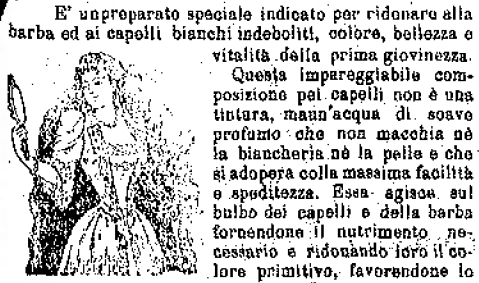 E' un preparato speciale indicato per ridonare alla
barba ed ai capelli bianchi indeboliti, colore, bellezza e
vitalità della prima giovinezza.
Questa impareggiabile com-
posizione pei capelli non è una
tintura, ma un'acqua di soave
profumo che non macchia nè
la biancheria nè la pelle e che
si adopera colla massima facilità
e speditezza. Essa agisce sul
bulbo dei capelli e della barba
fornendone il nutrimento ne-
cessario e ridonando loro il co-
lore primitivo, favorendone lo